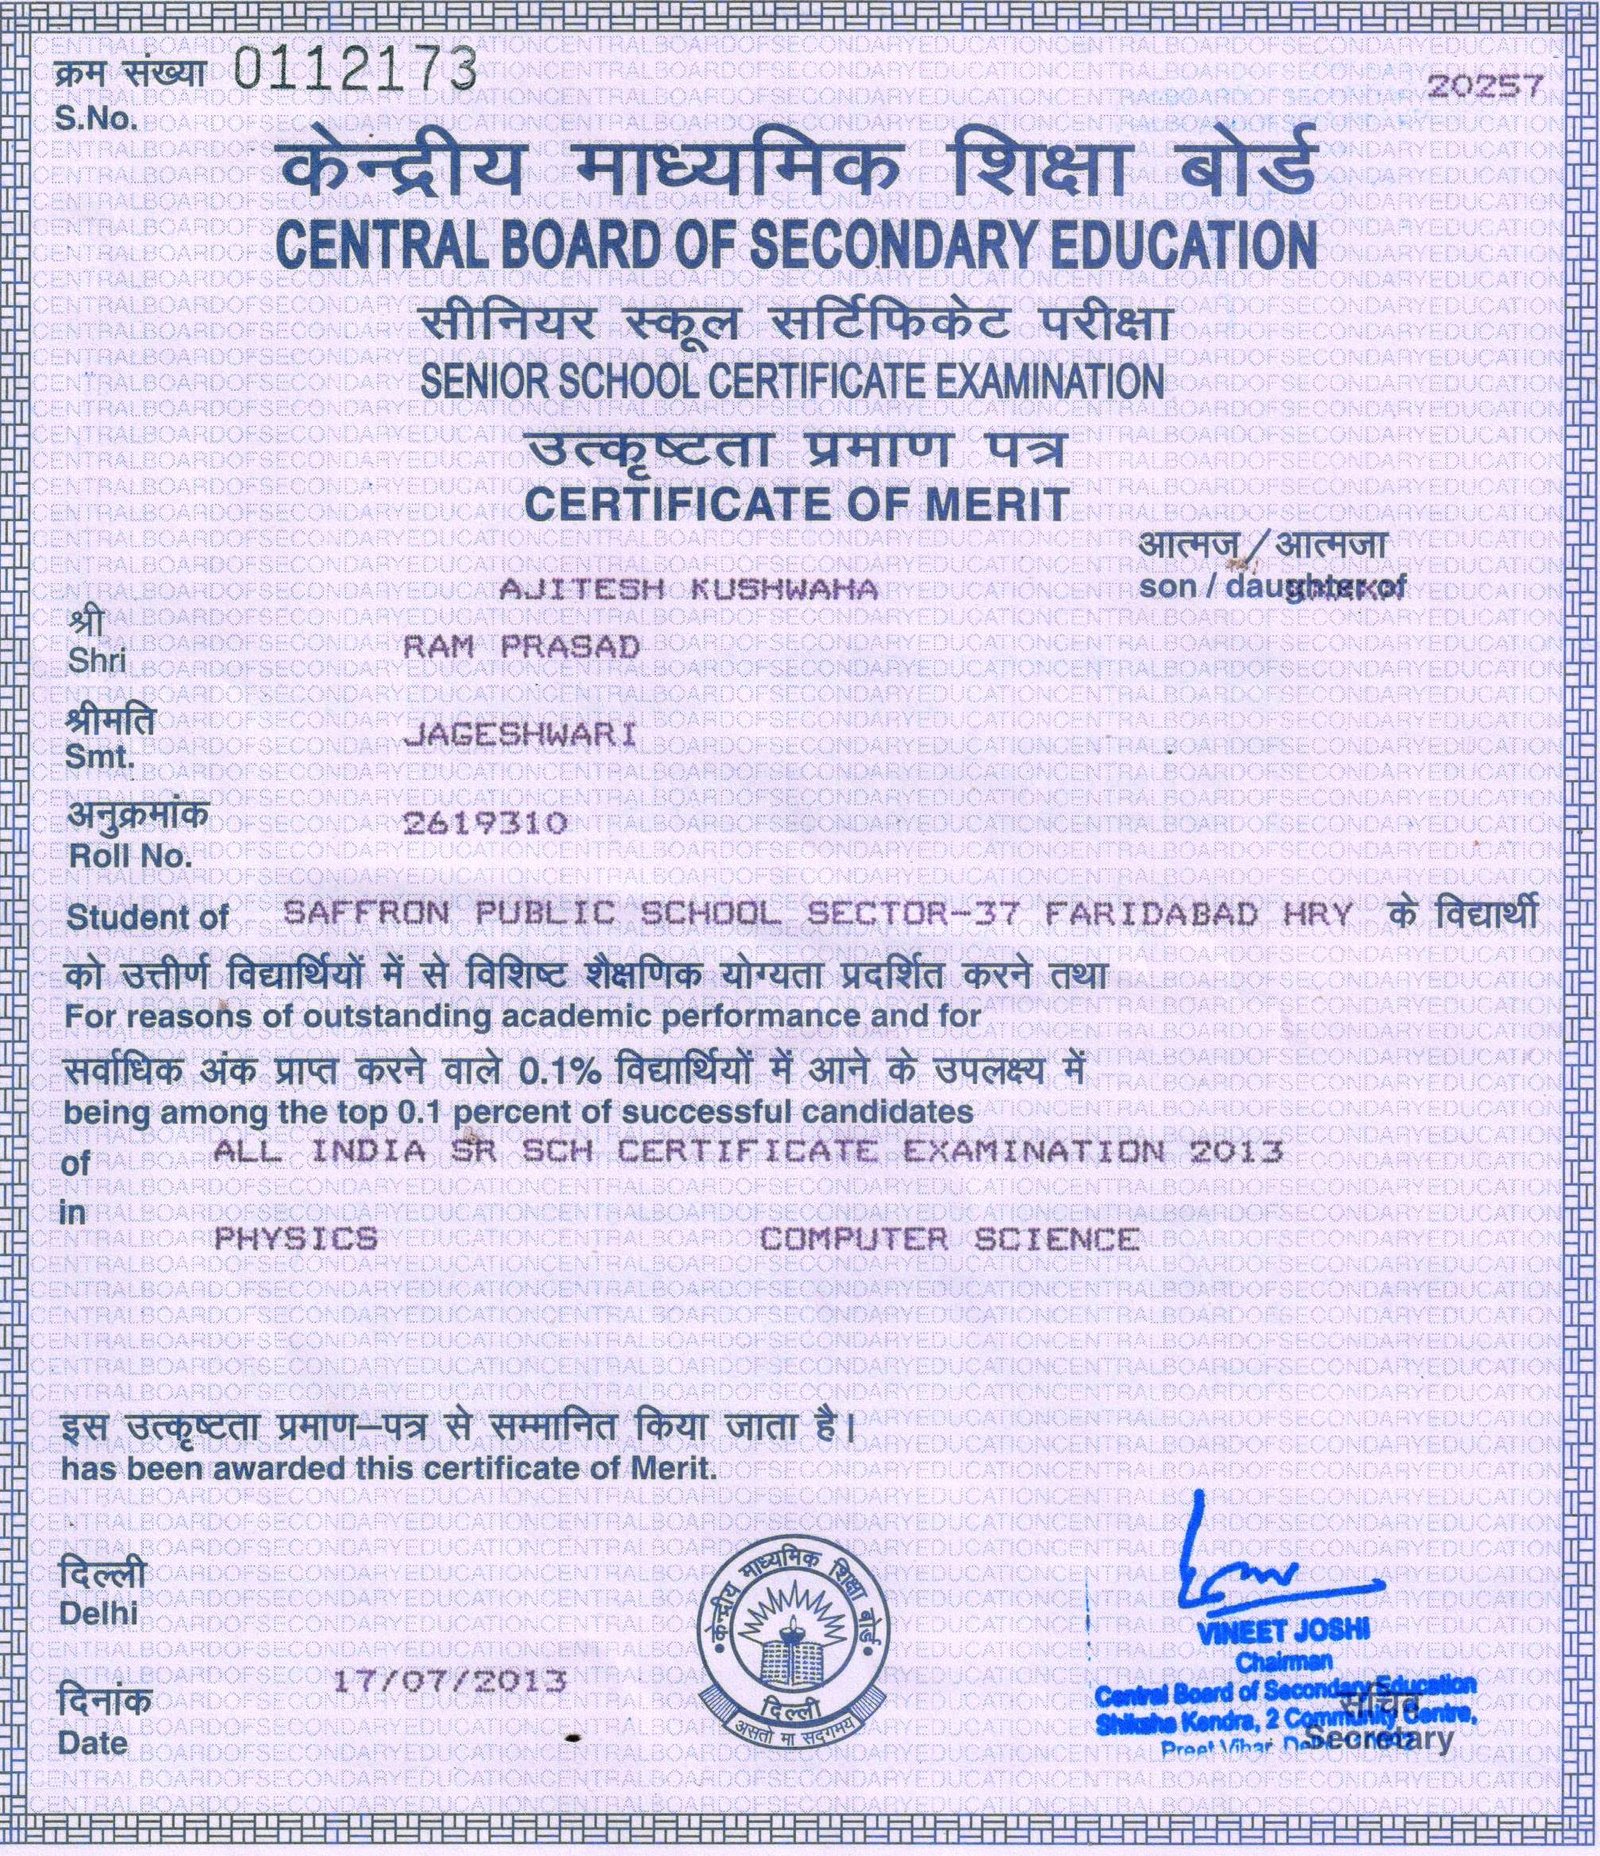 क्रम संख्या 0112173
S.No.
20257
केन्द्रीय माध्यमिक शिक्षा बोर्ड
CENTRAL BOARD OF SECONDARY EDUCATION
सीनियर स्कूल सर्टिफिकेट परीक्षा
SENIOR SCHOOL CERTIFICATE EXAMINATION
उत्कृष्टता प्रमाण पत्र
CERTIFICATE OF MERIT
आत्मज / आत्मजा
AJITESH KUSHWAHA son / daughter of
श्री
Shri RAM PRASAD
श्रीमति
Smt. JAGESHWARI
अनुक्रमांक
Roll No. 2619310
Student of SAFFRON PUBLIC SCHOOL SECTOR-37 FARIDABAD HRY के विद्यार्थी
को उत्तीर्ण विद्यार्थियों में से विशिष्ट शैक्षणिक योग्यता प्रदर्शित करने तथा
For reasons of outstanding academic performance and for
सर्वाधिक अंक प्राप्त करने वाले 0.1% विद्यार्थियों में आने के उपलक्ष्य में
being among the top 0.1 percent of successful candidates
of ALL INDIA SR SCH CERTIFICATE EXAMINATION 2013
in
PHYSICS COMPUTER SCIENCE
इस उत्कृष्टता प्रमाण-पत्र से सम्मानित किया जाता है।
has been awarded this certificate of Merit.
दिल्ली
Delhi
दिनांक
Date 17/07/2013
केन्द्रीय माध्यमिक शिक्षा बोर्ड
दिल्ली
असतो मा सद्गमय
VINEET JOSHI
Chairman
Central Board of Secondary Education
Shiksha Kendra, 2 Community Centre,
Preet Vihar
सचिव
Secretary